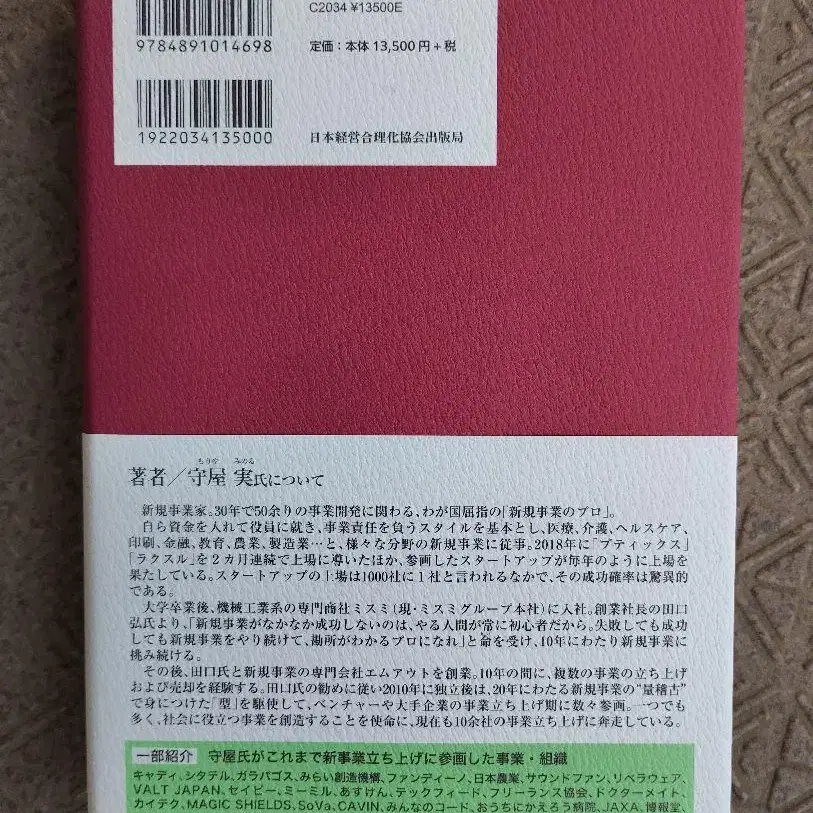 C2034 ¥13500E
9784891014698
定価：本体 13,500円+税
1922034135000
日本経営合理化協会出版局
もりや みのる
著者／守屋 実氏について
新規事業家。30年で50余りの事業開発に関わる、わが国屈指の「新規事業のプロ」。
自ら資金を入れて役員に就き、事業責任を負うスタイルを基本とし、医療、介護、ヘルスケア、
印刷、金融、教育、農業、製造業…と、様々な分野の新規事業に従事。2018年に「ブティックス」
「ラクスル」を2カ月連続で上場に導いたほか、参画したスタートアップが毎年のように上場を
果たしている。スタートアップの上場は1000社に1社と言われるなかで、その成功確率は驚異的
である。
大学卒業後、機械工業系の専門商社ミスミ（現・ミスミグループ本社）に入社。創業社長の田口
弘氏より、「新規事業がなかなか成功しないのは、やる人間が常に初心者だから。失敗しても成功
しても新規事業をやり続けて、勘所がわかるプロになれ」と命を受け、10年にわたり新規事業に
挑み続ける。
その後、田口氏と新規事業の専門会社エムアウトを創業。10年の間に、複数の事業の立ち上げ
および売却を経験する。田口氏の勧めに従い2010年に独立後は、20年にわたる新規事業の“量稽古”
で身につけた「型」を駆使して、ベンチャーや大手企業の事業立ち上げ期に数々参画。一つでも
多く、社会に役立つ事業を創造することを使命に、現在も10余社の事業立ち上げに奔走している。
一部紹介 守屋氏がこれまで新事業立ち上げに参画した事業・組織
キャディ、シタテル、ガラパゴス、みらい創造機構、ファンディーノ、日本農業、サウンドファン、リベラウェア、
VALT JAPAN、セイビー、ミーミル、あすけん、テックフィード、フリーランス協会、ドクターメイト、
カイテク、MAGIC SHIELDS、SoVa、CAVIN、みんなのコード、おうちにかえろう病院、JAXA、博報堂、